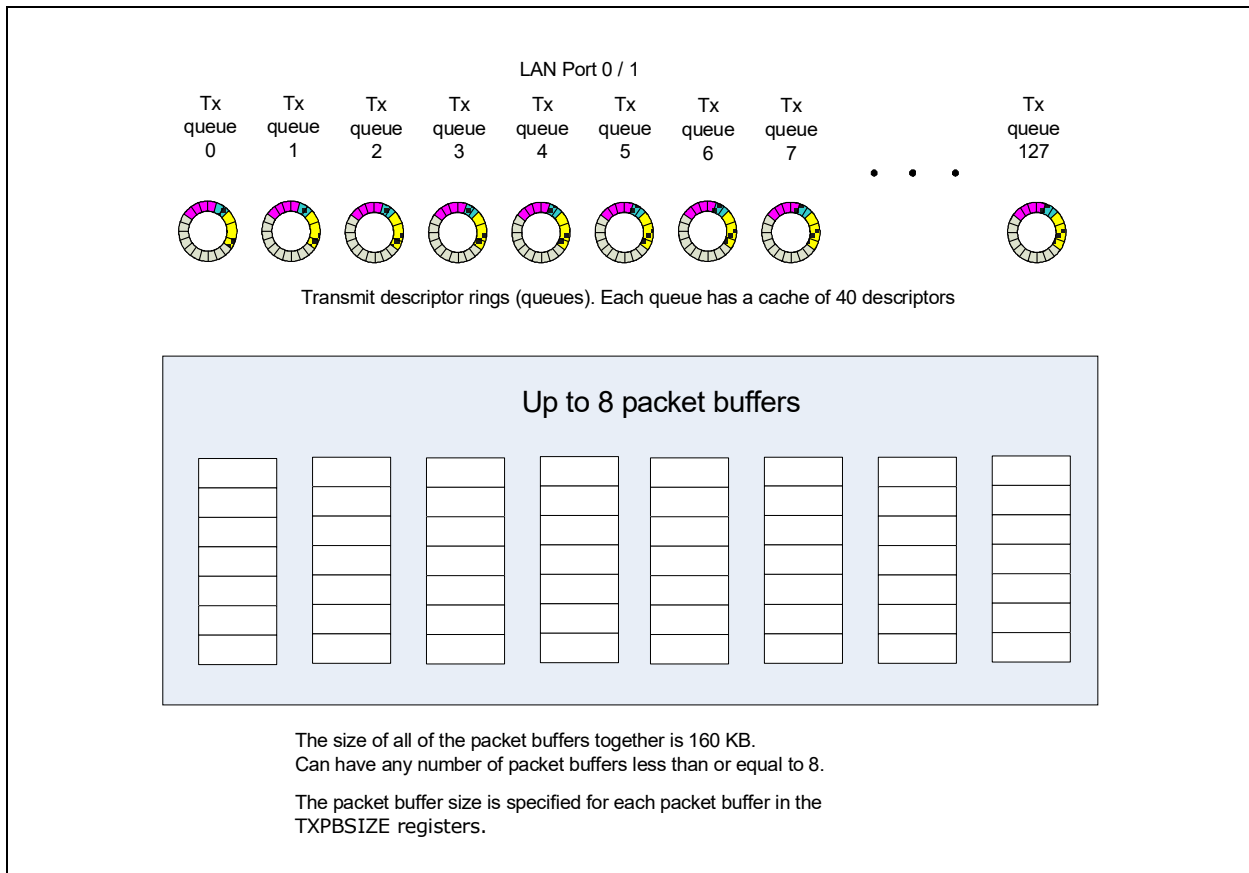 LAN Port 0 / 1
Tx Tx Tx Tx Tx Tx Tx Tx Tx
queue queue queue queue queue queue queue queue queue
0 1 2 3 4 5 6 7 127
. . .
Transmit descriptor rings (queues). Each queue has a cache of 40 descriptors
Up to 8 packet buffers
The size of all of the packet buffers together is 160 KB.
Can have any number of packet buffers less than or equal to 8.
The packet buffer size is specified for each packet buffer in the
TXPBSIZE registers.